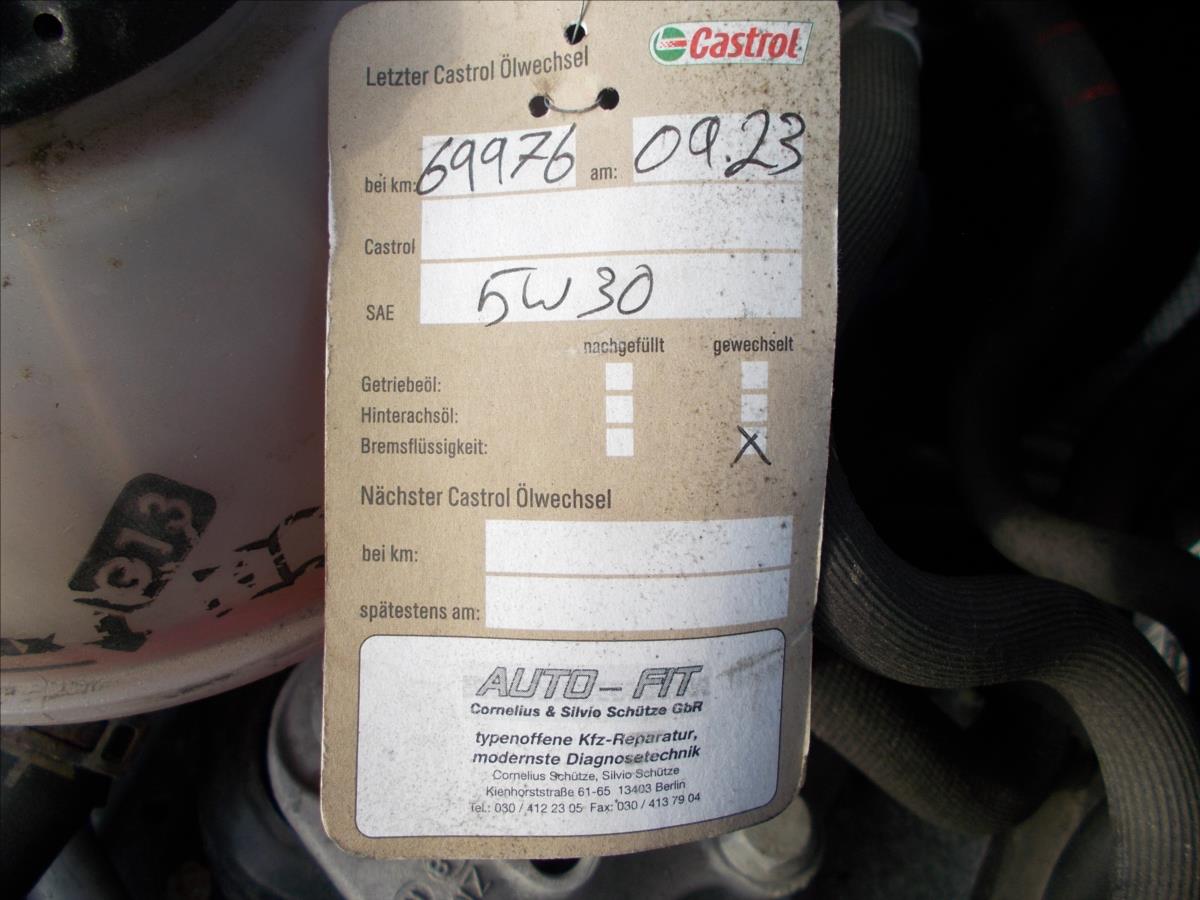 Castrol
Letzter Castrol Ölwechsel
bei km: 69976 am: 09.23
Castrol
SAE 5W30
nachgefüllt gewechselt
Getriebeöl:
Hinterachsöl:
Bremsflüssigkeit: X
Nächster Castrol Ölwechsel
bei km:
spätestens am:
AUTO-FIT
Cornelius & Silvio Schütze GbR
typenoffene Kfz-Reparatur,
modernste Diagnosetechnik
Cornelius Schütze, Silvio Schütze
Kienhorststraße 61-65 13403 Berlin
Tel.: 030 / 412 23 05 Fax: 030 / 413 79 04
G13